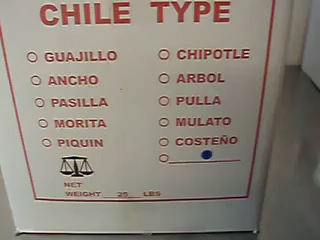 CHILE TYPE
GUAJILLO
ANCHO
PASILLA
MORITA
PIQUIN
CHIPOTLE
ARBOL
PULLA
MULATO
COSTEÑO
NET
WEIGHT 25 LBS